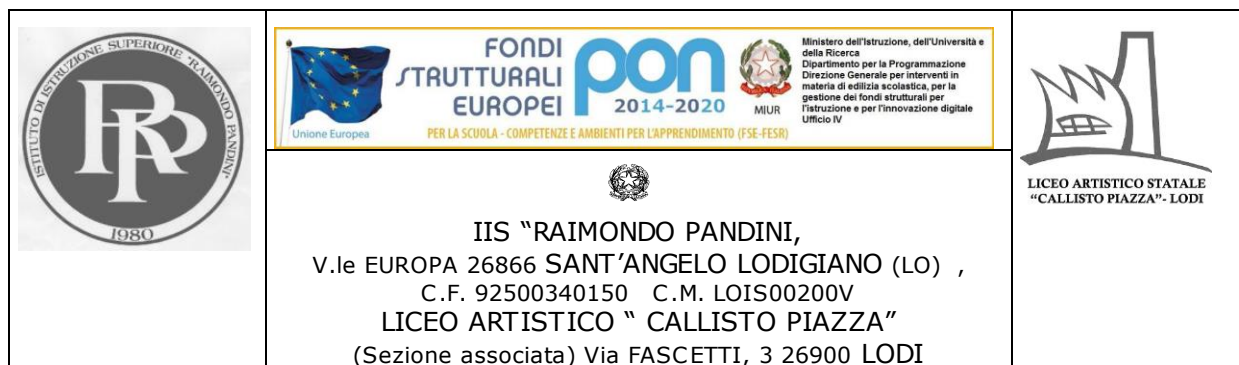 ISTITUTO DI ISTRUZIONE SUPERIORE "RAIMONDO PANDINI"
RP
1980
Unione Europea
FONDI
STRUTTURALI
EUROPEI
pon
2014-2020
MIUR
Ministero dell'Istruzione, dell'Università e
della Ricerca
Dipartimento per la Programmazione
Direzione Generale per interventi in
materia di edilizia scolastica, per la
gestione dei fondi strutturali per
l'istruzione e per l'innovazione digitale
Ufficio IV
PER LA SCUOLA - COMPETENZE E AMBIENTI PER L'APPRENDIMENTO (FSE-FESR)
IIS “RAIMONDO PANDINI,
V.le EUROPA 26866 SANT’ANGELO LODIGIANO (LO) ,
C.F. 92500340150 C.M. LOIS00200V
LICEO ARTISTICO “ CALLISTO PIAZZA”
(Sezione associata) Via FASCETTI, 3 26900 LODI
LICEO ARTISTICO STATALE
“CALLISTO PIAZZA”- LODI